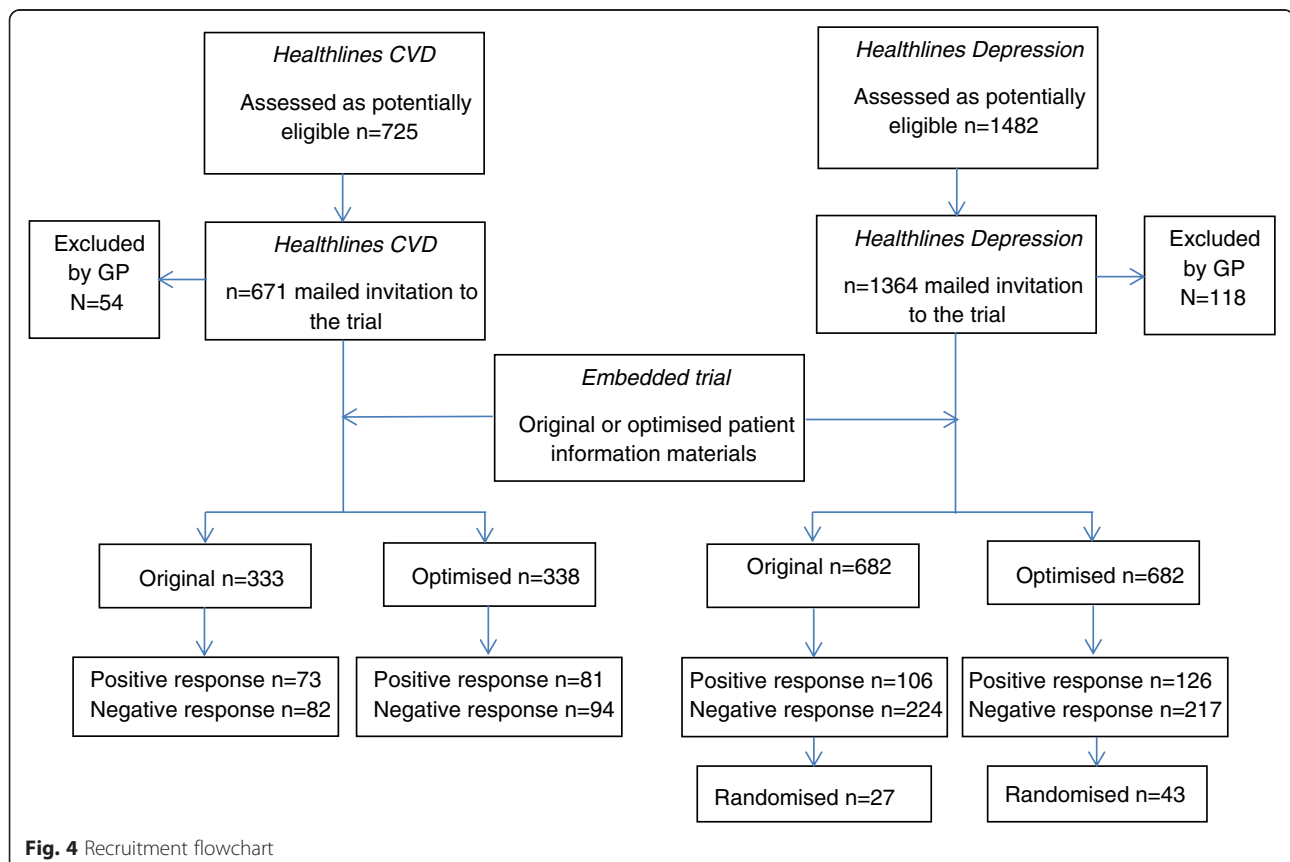 Healthlines CVD
Assessed as potentially
eligible n=725
Healthlines Depression
Assessed as potentially
eligible n=1482
Excluded
by GP
N=54
Healthlines CVD
n=671 mailed invitation to
the trial
Healthlines Depression
n=1364 mailed invitation
to the trial
Excluded
by GP
N=118
Embedded trial
Original or optimised patient
information materials
Original n=333
Optimised n=338
Original n=682
Optimised n=682
Positive response n=73
Negative response n=82
Positive response n=81
Negative response n=94
Positive response n=106
Negative response n=224
Positive response n=126
Negative response n=217
Randomised n=27
Randomised n=43
Fig. 4 Recruitment flowchart